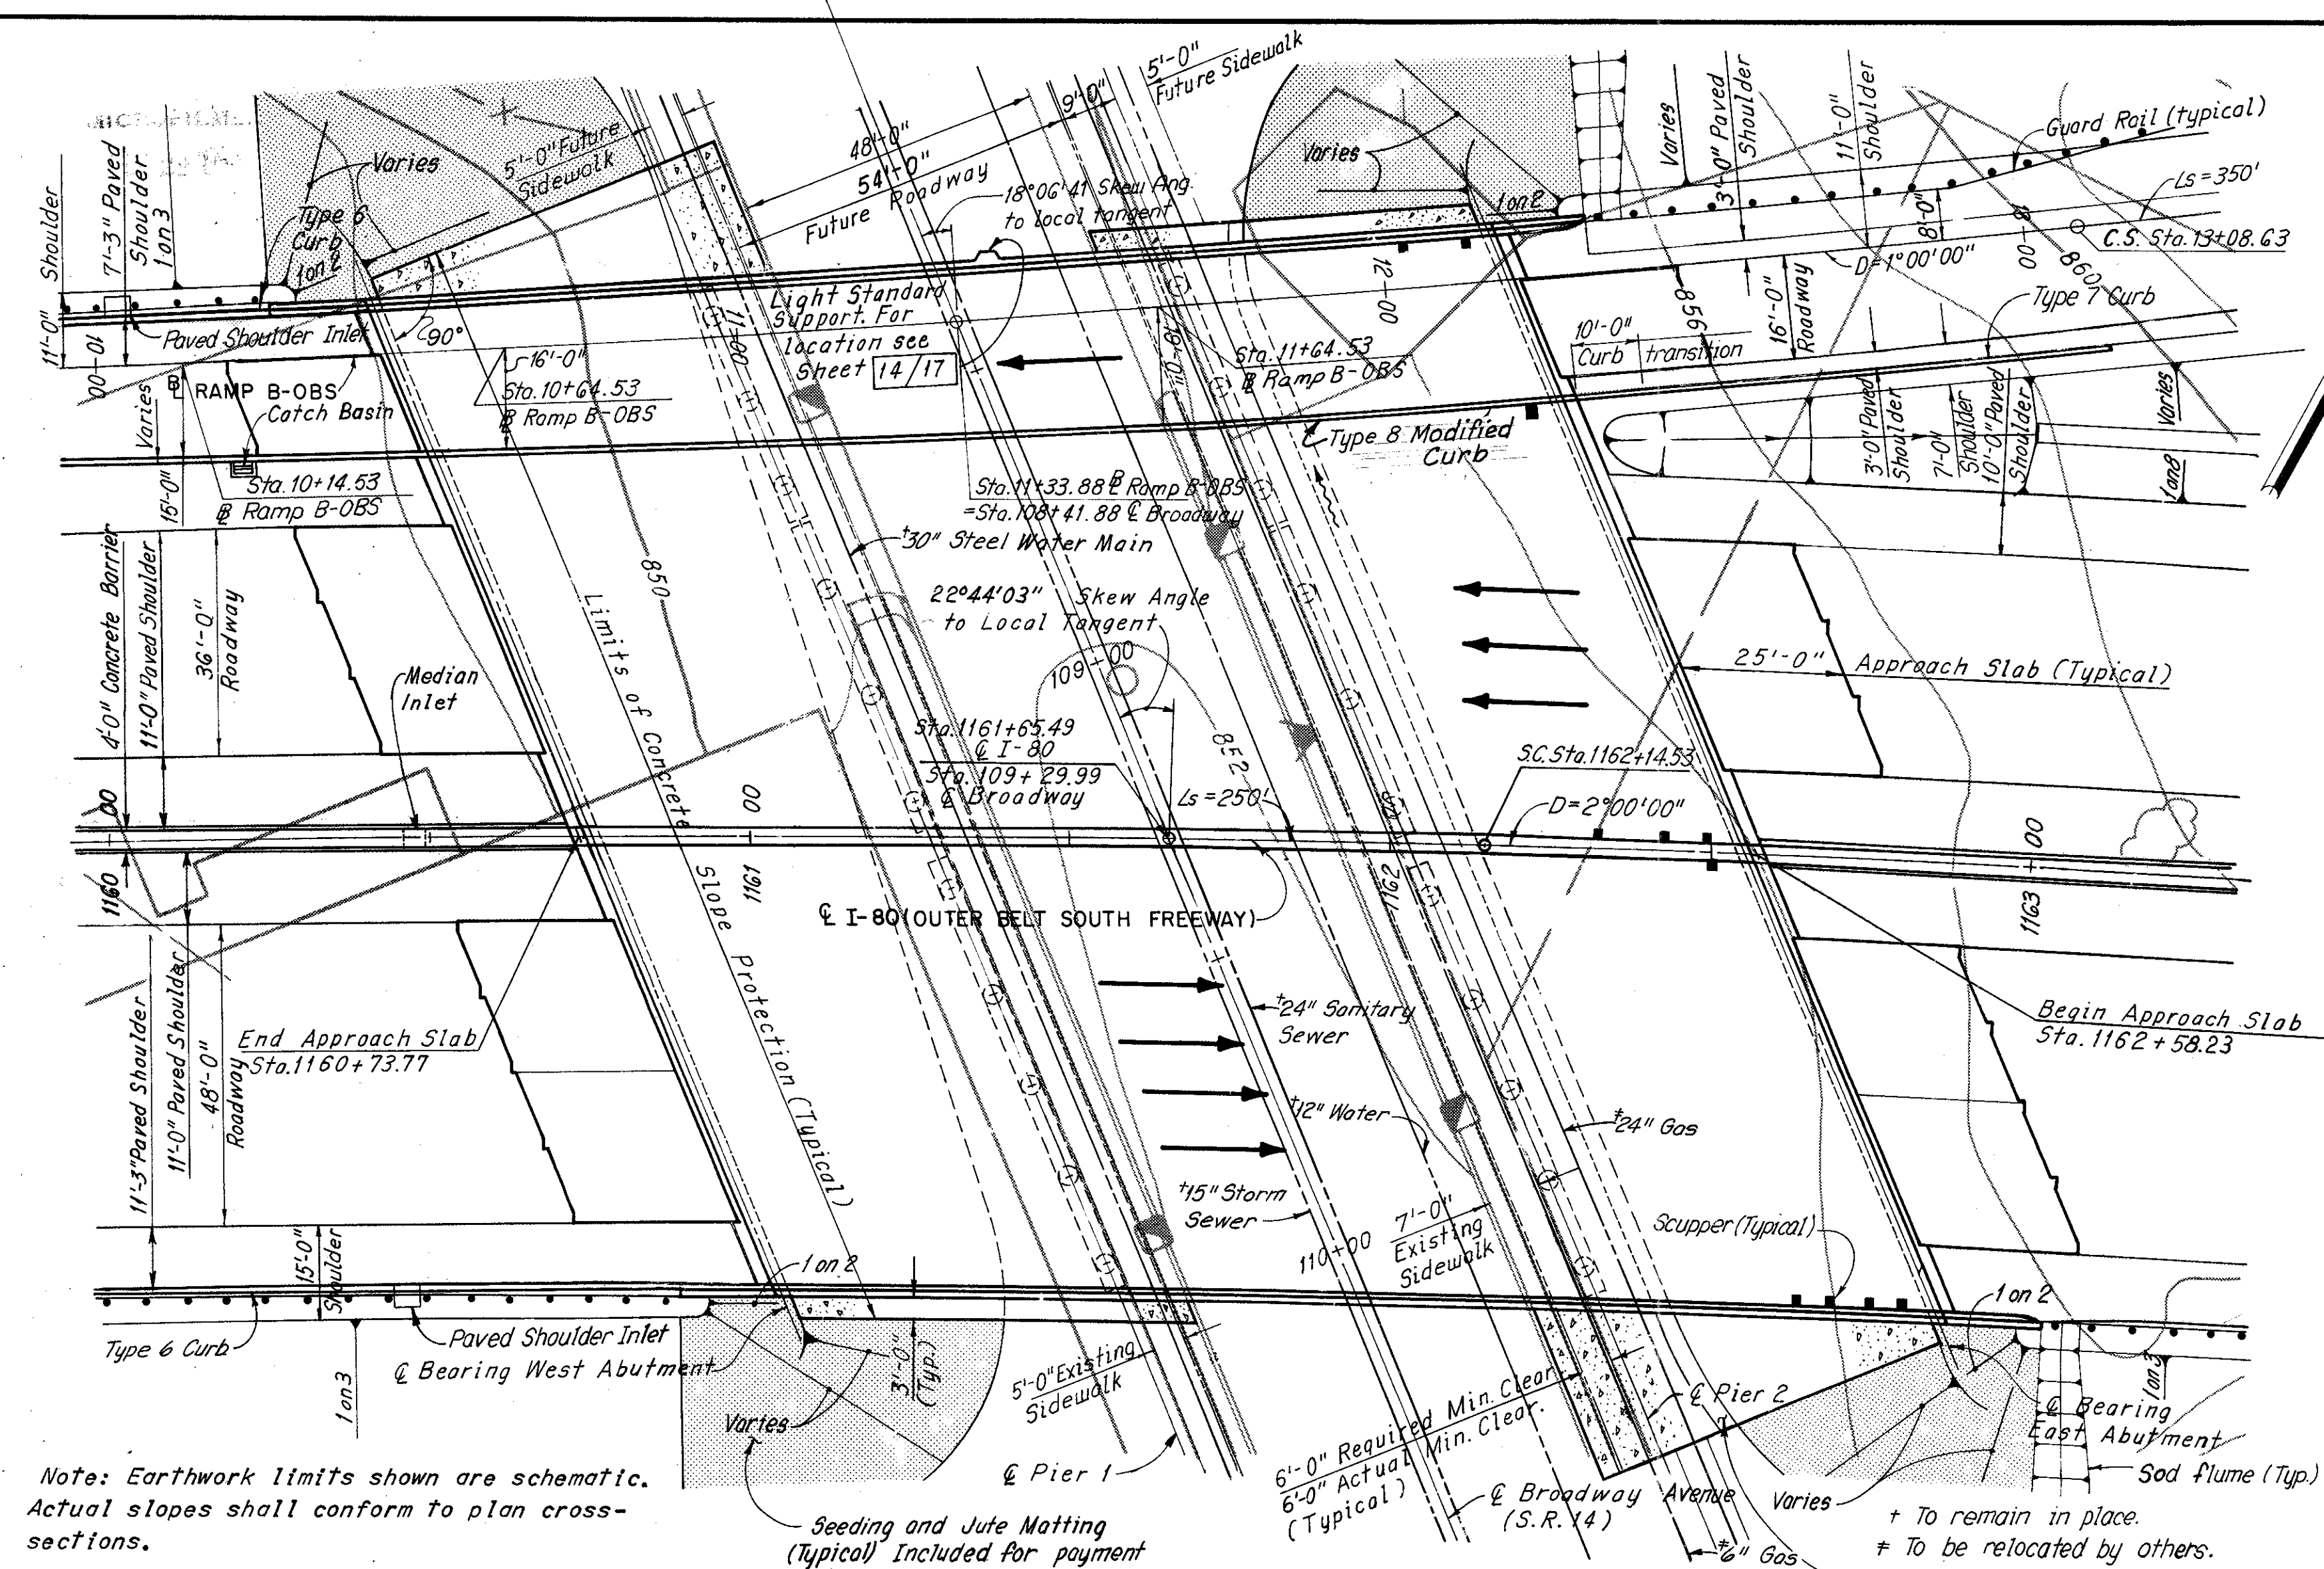 5'-0"
Future Sidewalk
9'-0"
48'-0"
54'-0"
Future Roadway
5'-0" Future
Sidewalk
Varies
11'-0" Shoulder
7'-3" Paved
Shoulder
1 on 3
Type 6
Curb
1 on 2
Paved Shoulder Inlet
90°
10-00
11-00
12-00
13-00
18°06'41 Skew Ang.
to local tangent
Varies
1 on 2
Varies
3'-0" Paved
Shoulder
11'-0"
Shoulder
Guard Rail (typical)
Ls=350'
8'-0"
C.S. Sta. 13+08.63
D=1°00'00"
860
856
16'-0"
Roadway
Type 7 Curb
10'-0"
Curb transition
Light Standard
Support. For
location see
Sheet 14/17
16'-0"
Sta. 10+64.53
℄ Ramp B-OBS
Sta. 11+64.53
℄ Ramp B-OBS
℄ RAMP B-OBS
Catch Basin
Varies
15'-0"
Sta. 10+14.53
℄ Ramp B-OBS
Type 8 Modified
Curb
3'-0" Paved
Shoulder
7'-0"
Shoulder
10'-0" Paved
Shoulder
Varies
1 on 8
Sta. 11+33.88 ℄ Ramp B-OBS
=Sta. 108+41.88 ℄ Broadway
†30" Steel Water Main
22°44'03" Skew Angle
to Local Tangent
850
Limits of Concrete Slope Protection (Typical)
4'-0" Concrete Barrier
11'-0" Paved Shoulder
36'-0"
Roadway
Median
Inlet
109+00
852
25'-0" Approach Slab (Typical)
Sta. 1161+65.49
℄ I-80
Sta. 109+29.99
℄ Broadway
Ls=250'
S.C. Sta. 1162+14.53
D=2°00'00"
1160 00
1161 00
1162
1163 00
℄ I-80 (OUTER BELT SOUTH FREEWAY)
11'-3" Paved Shoulder
11'-0" Paved Shoulder
48'-0"
Roadway
End Approach Slab
Sta. 1160+73.77
†24" Sanitary
Sewer
Begin Approach Slab
Sta. 1162+58.23
†12" Water
‡24" Gas
†15" Storm
Sewer
7'-0"
Existing
Sidewalk
110+00
Scupper (Typical)
15'-0"
Shoulder
1 on 2
1 on 2
Type 6 Curb
Paved Shoulder Inlet
℄ Bearing West Abutment
1 on 3
3'-0"
(Typ.)
Varies
5'-0" Existing
Sidewalk
℄ Pier 1
6'-0" Required Min. Clear.
6'-0" Actual Min. Clear.
(Typical)
℄ Pier 2
1 on 3
℄ Bearing
East Abutment
Sod flume (Typ.)
℄ Broadway Avenue
(S.R. 14)
Varies
‡6" Gas
Note: Earthwork limits shown are schematic.
Actual slopes shall conform to plan cross-
sections.
Seeding and Jute Matting
(Typical) Included for payment
† To remain in place.
‡ To be relocated by others.